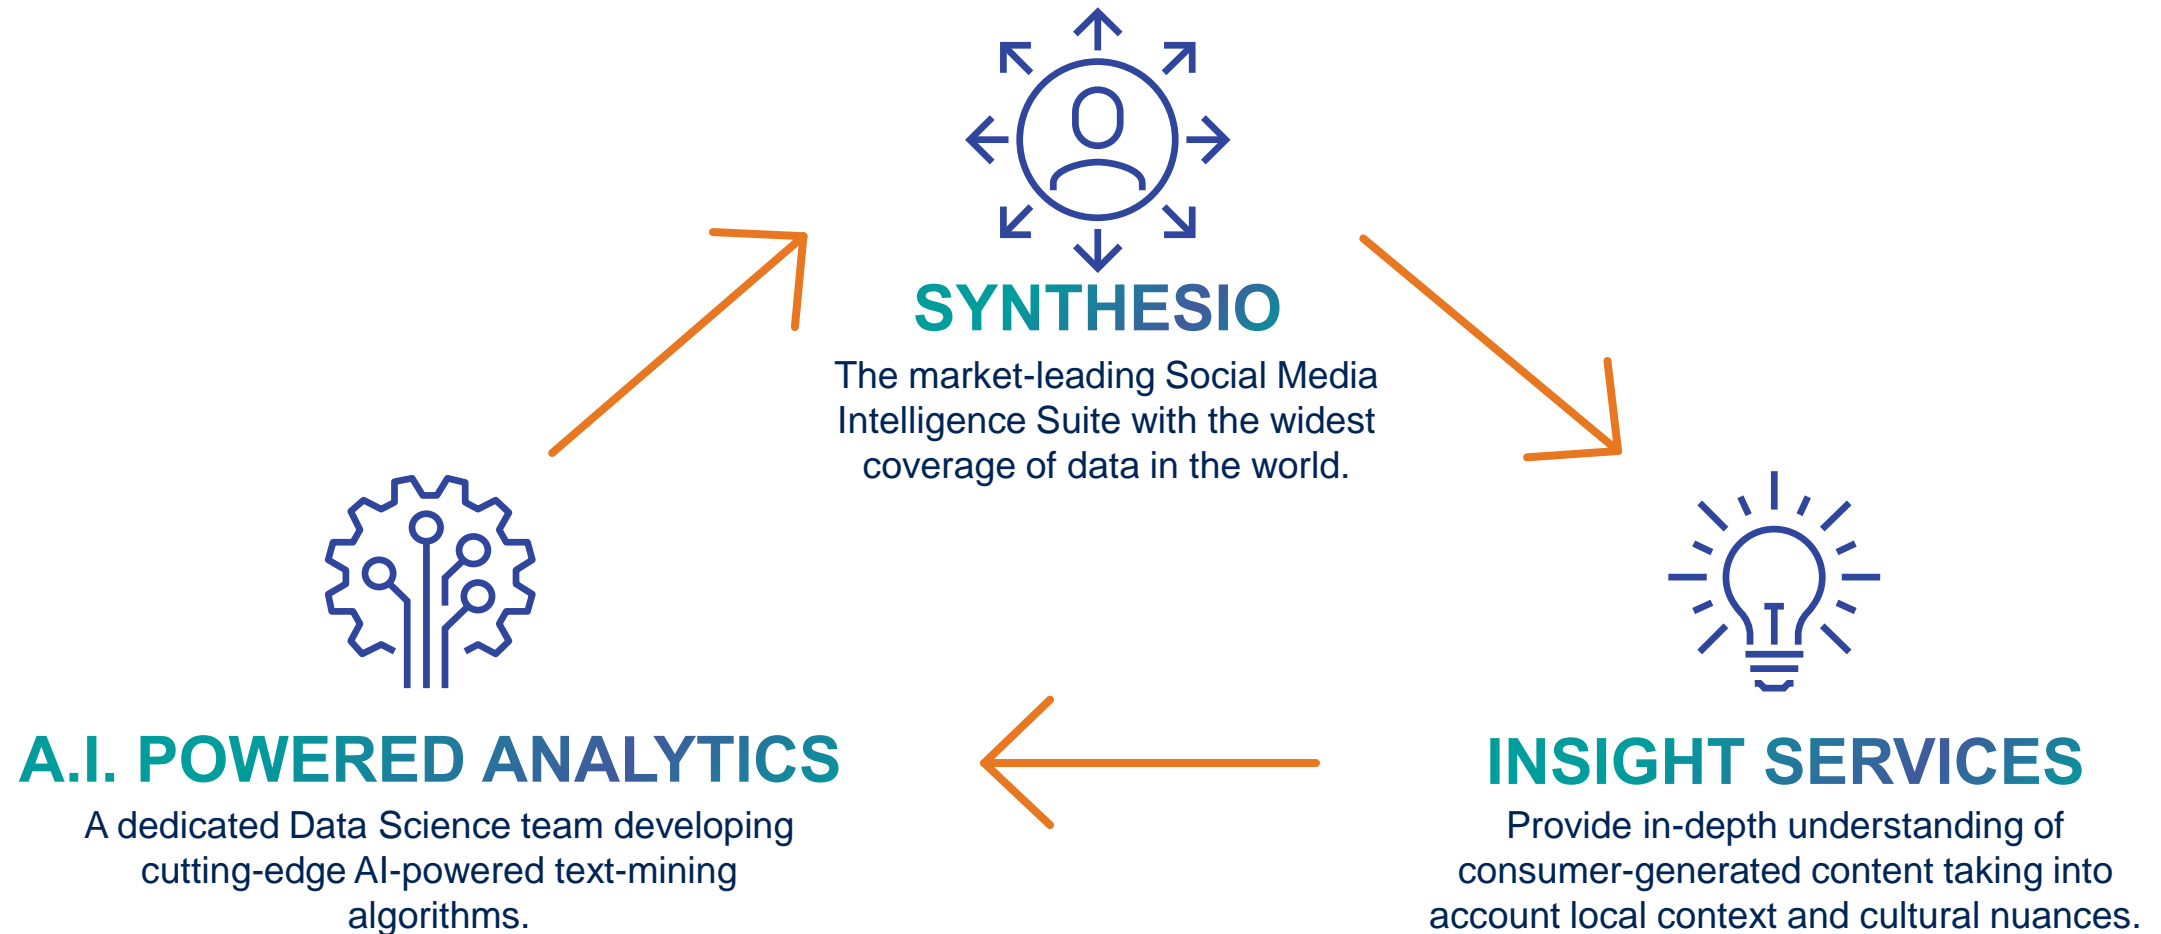 SYNTHESIO
The market-leading Social Media
Intelligence Suite with the widest
coverage of data in the world.
A.I. POWERED ANALYTICS
A dedicated Data Science team developing
cutting-edge AI-powered text-mining
algorithms.
INSIGHT SERVICES
Provide in-depth understanding of
consumer-generated content taking into
account local context and cultural nuances.